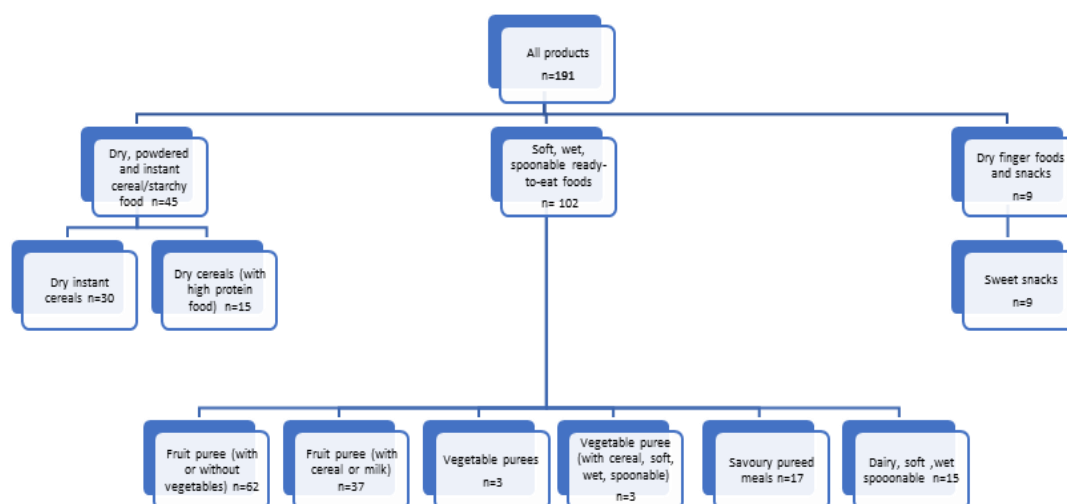 All products
n=191
Dry, powdered
and instant
cereal/starchy
food n=45
Soft, wet,
spoonable ready-
to-eat foods
n= 102
Dry finger foods
and snacks
n=9
Dry instant
cereals n=30
Dry cereals (with
high protein
food) n=15
Sweet snacks
n=9
Fruit puree (with
or without
vegetables) n=62
Fruit puree (with
cereal or milk)
n=37
Vegetable purees
n=3
Vegetable puree
(with cereal, soft,
wet, spoonable)
n=3
Savoury pureed
meals n=17
Dairy, soft ,wet
spooonable n=15